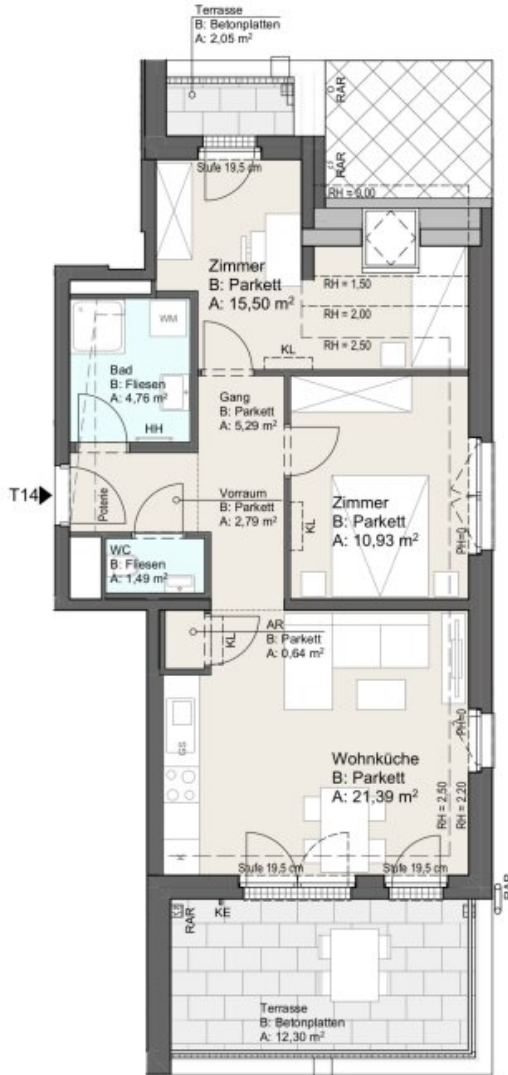 Terrasse
B: Betonplatten
A: 2,05 m²
RAR
RAR
Stufe 19,5 cm
RH = 0,00
Zimmer
B: Parkett
A: 15,50 m²
RH = 1,50
RH = 2,00
RH = 2,50
WM
KL
Bad
B: Fliesen
A: 4,76 m²
HH
Gang
B: Parkett
A: 5,29 m²
T14
Poterie
Vorraum
B: Parkett
A: 2,79 m²
KL
Zimmer
B: Parkett
A: 10,93 m²
PH=0
WC
B: Fliesen
A: 1,49 m²
AR
B: Parkett
A: 0,64 m²
KL
GS
PH=0
Wohnküche
B: Parkett
A: 21,39 m²
RH = 2,50
RH = 2,20
K
Stufe 19,5 cm
Stufe 19,5 cm
RAR
RAR
KE
Terrasse
B: Betonplatten
A: 12,30 m²